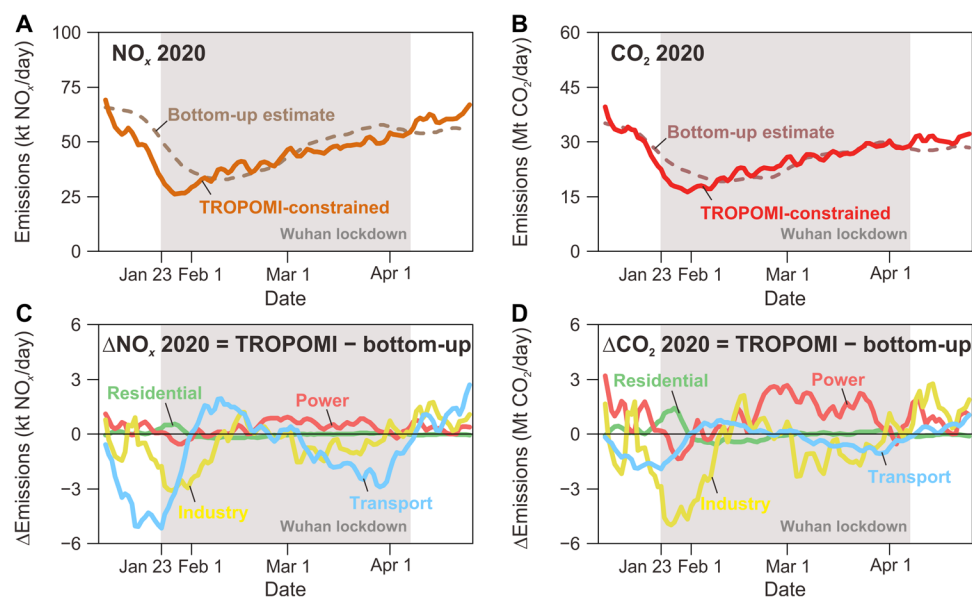 A
NOₓ 2020
Emissions (kt NOₓ/day)
100
75
50
25
0
Bottom-up estimate
TROPOMI-constrained
Wuhan lockdown
Jan 23 Feb 1 Mar 1 Apr 1
Date
B
CO₂ 2020
Emissions (Mt CO₂/day)
60
45
30
15
0
Bottom-up estimate
TROPOMI-constrained
Wuhan lockdown
Jan 23 Feb 1 Mar 1 Apr 1
Date
C
ΔNOₓ 2020 = TROPOMI − bottom-up
ΔEmissions (kt NOₓ/day)
6
3
0
−3
−6
Residential
Power
Industry
Transport
Wuhan lockdown
Jan 23 Feb 1 Mar 1 Apr 1
Date
D
ΔCO₂ 2020 = TROPOMI − bottom-up
ΔEmissions (Mt CO₂/day)
6
3
0
−3
−6
Residential
Power
Transport
Industry
Wuhan lockdown
Jan 23 Feb 1 Mar 1 Apr 1
Date